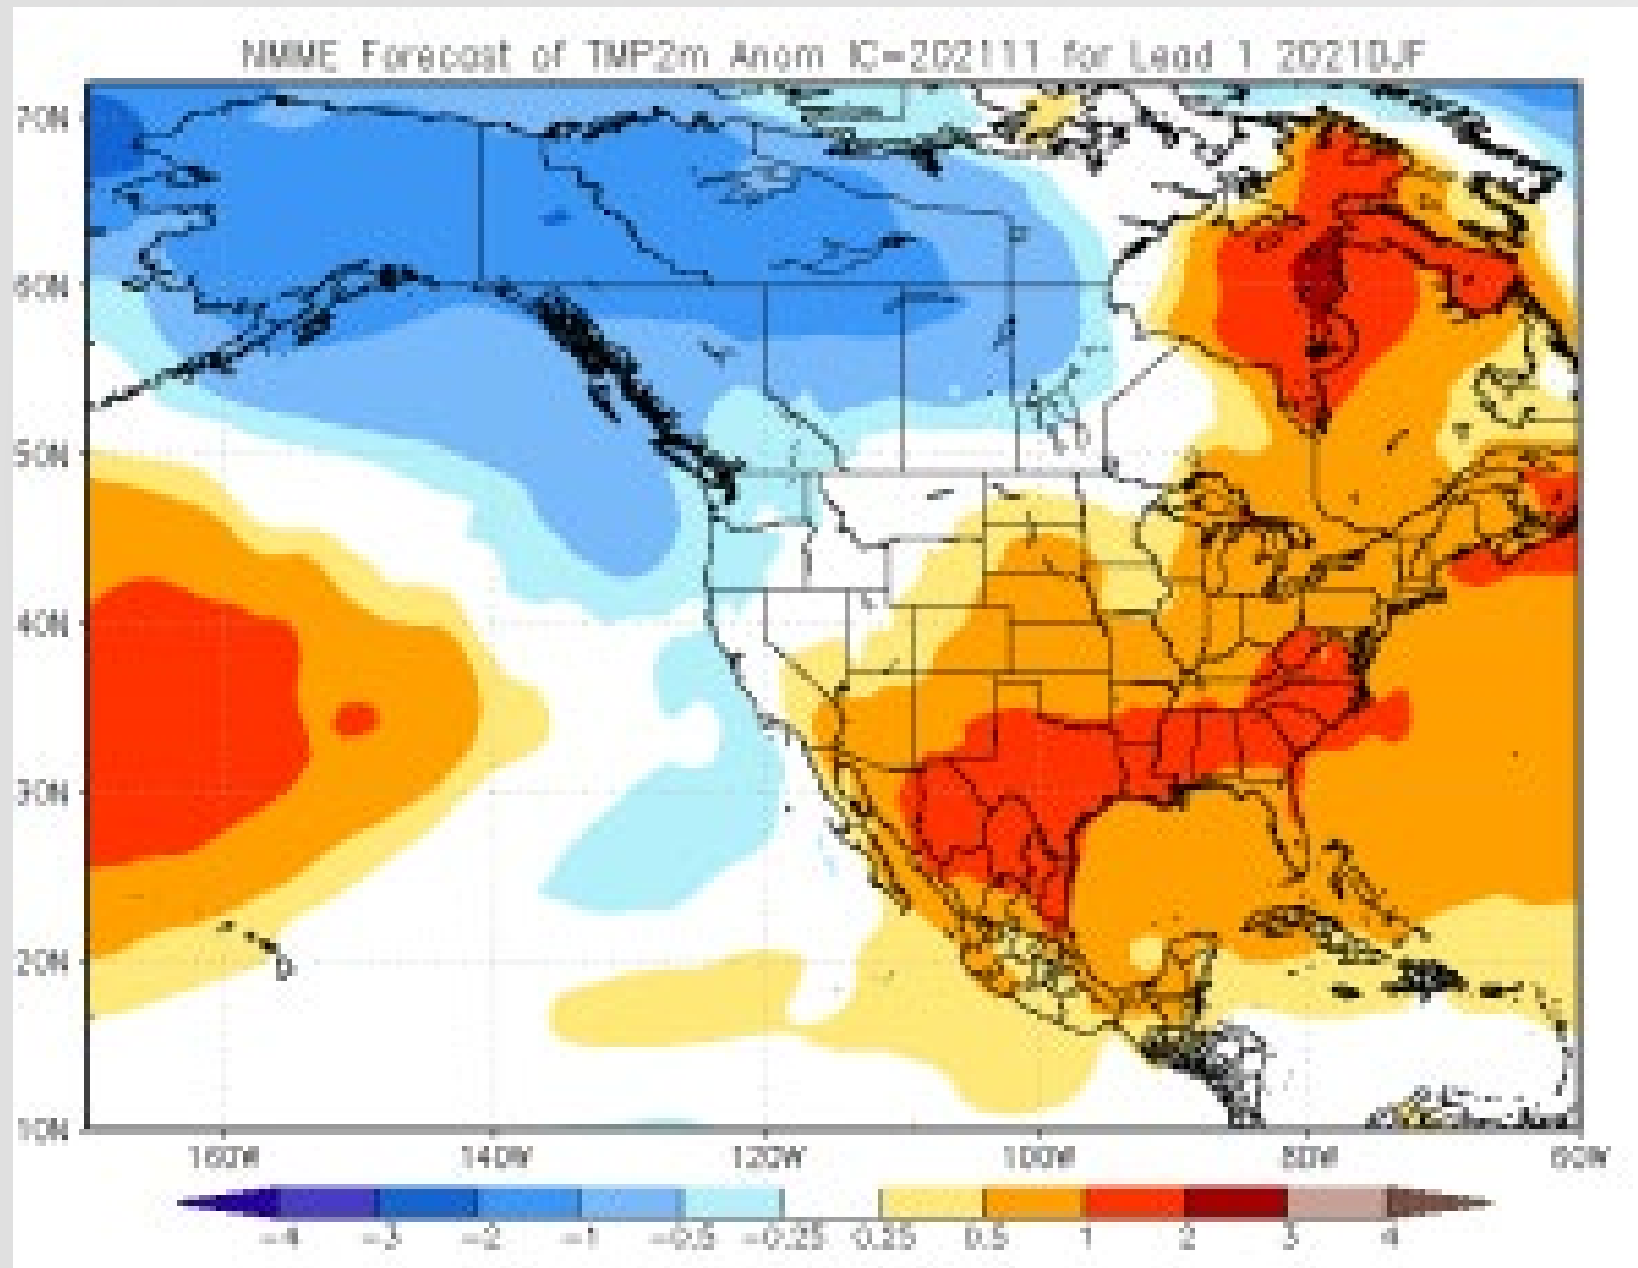 NMME Forecast of TMP2m Anom IC=202111 for Lead 1 2021DJF
70N
60N
50N
40N
30N
20N
10N
160W 140W 120W 100W 80W 60W
-4 -3 -2 -1 -0.5 -0.25 0.25 0.5 1 2 3 4